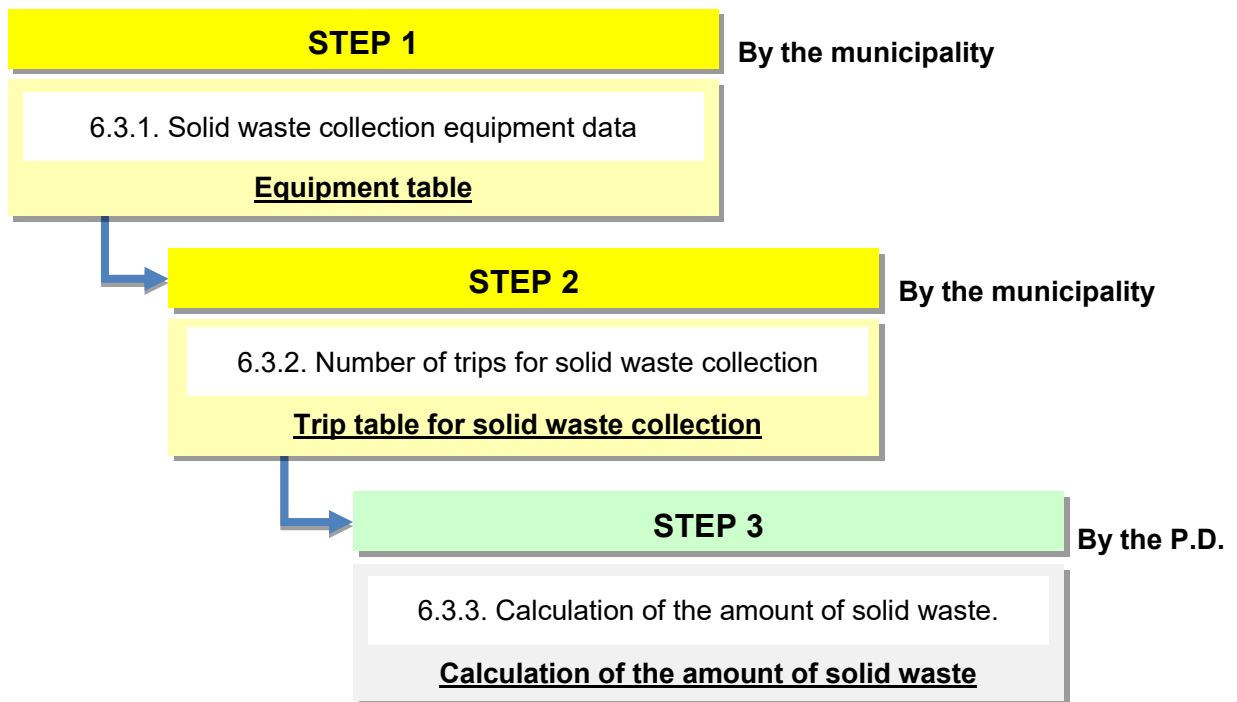 STEP 1
By the municipality
6.3.1. Solid waste collection equipment data
Equipment table
STEP 2
By the municipality
6.3.2. Number of trips for solid waste collection
Trip table for solid waste collection
STEP 3
By the P.D.
6.3.3. Calculation of the amount of solid waste.
Calculation of the amount of solid waste